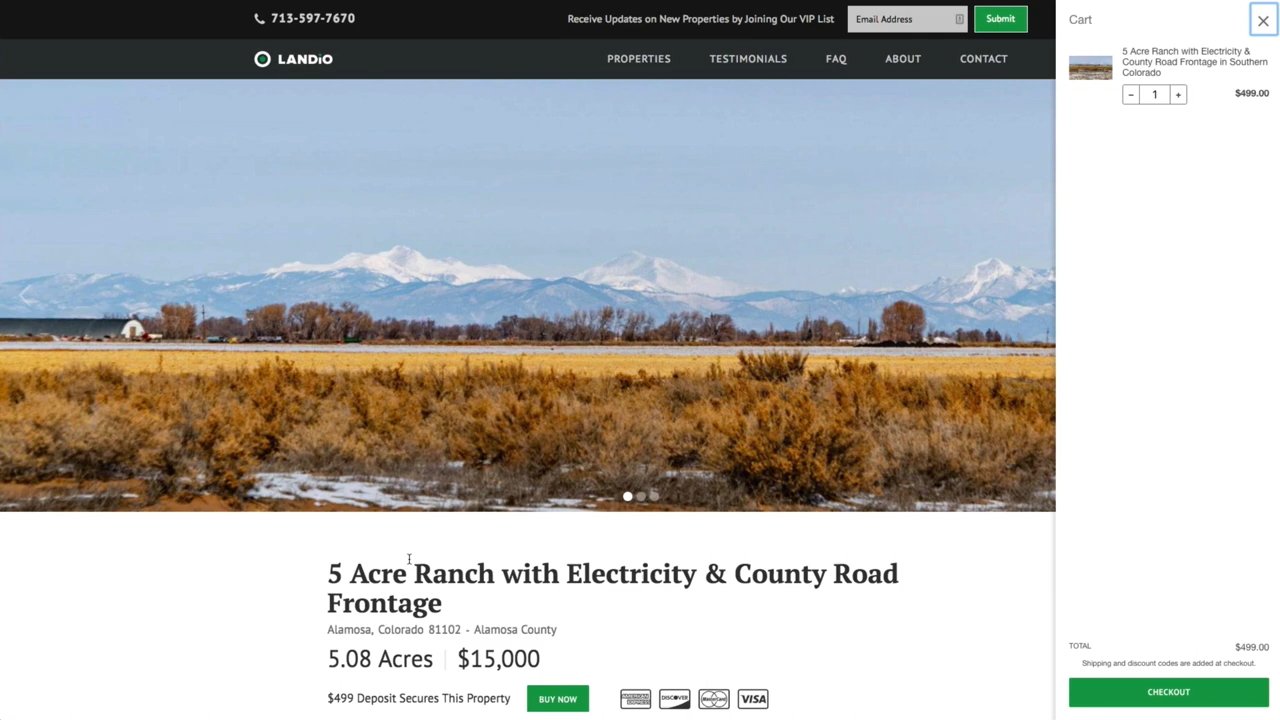 713-597-7670
Receive Updates on New Properties by Joining Our VIP List
Email Address
Submit
LANDiO
PROPERTIES
TESTIMONIALS
FAQ
ABOUT
CONTACT
5 Acre Ranch with Electricity & County Road
Frontage
Alamosa, Colorado 81102 - Alamosa County
5.08 Acres
$15,000
$499 Deposit Secures This Property
BUY NOW
AMERICAN EXPRESS
DISCOVER
MasterCard
VISA
Cart
5 Acre Ranch with Electricity &
County Road Frontage in Southern
Colorado
− 1 +
$499.00
TOTAL
$499.00
Shipping and discount codes are added at checkout.
CHECKOUT